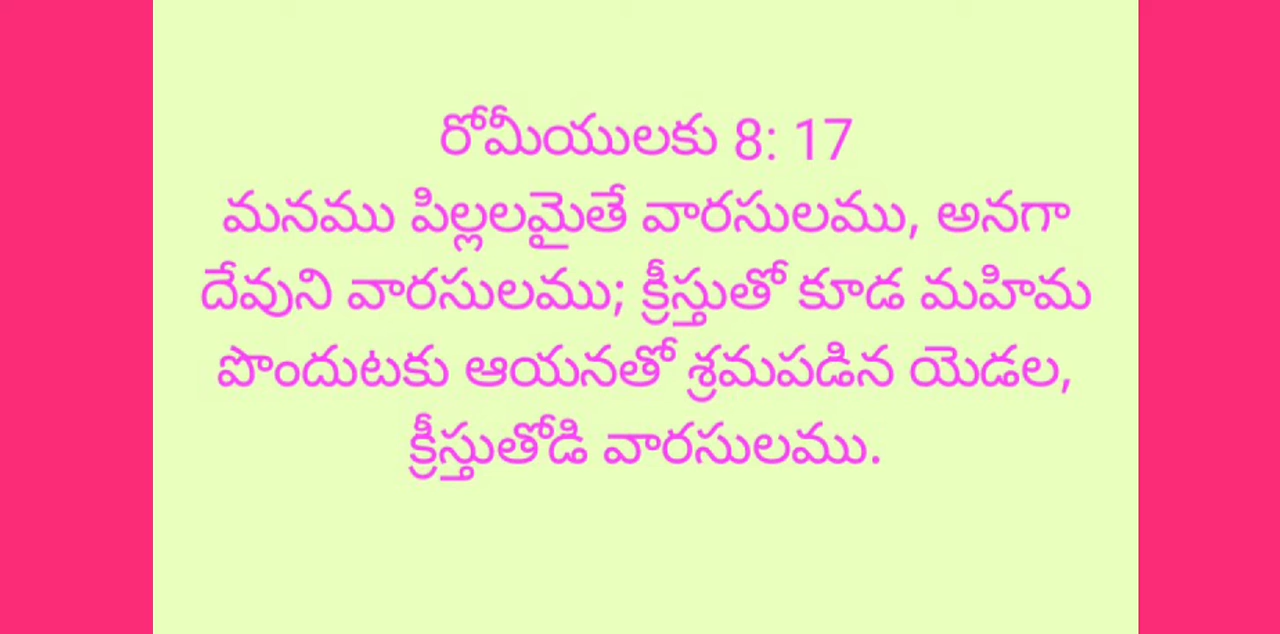 రోమీయులకు 8: 17
మనము పిల్లలమైతే వారసులము, అనగా
దేవుని వారసులము; క్రీస్తుతో కూడ మహిమ
పొందుటకు ఆయనతో శ్రమపడిన యెడల,
క్రీస్తుతోడి వారసులము.